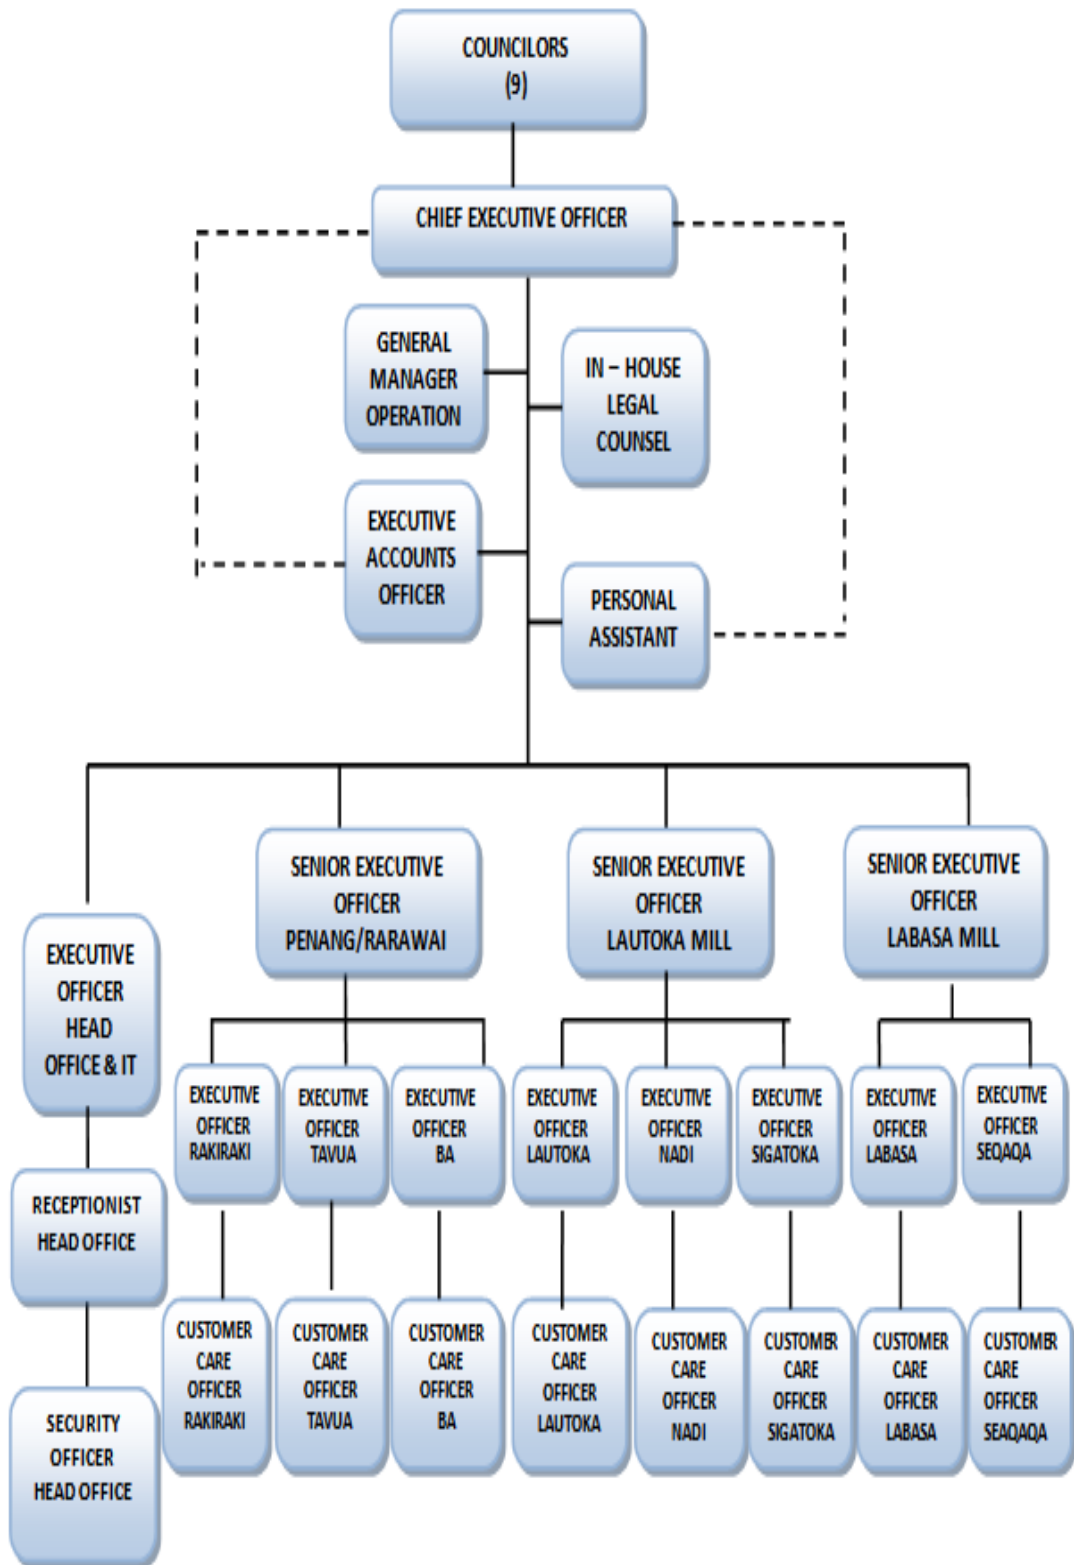 COUNCILORS
(9)
CHIEF EXECUTIVE OFFICER
GENERAL
MANAGER
OPERATION
IN – HOUSE
LEGAL
COUNSEL
EXECUTIVE
ACCOUNTS
OFFICER
PERSONAL
ASSISTANT
SENIOR EXECUTIVE
OFFICER
PENANG/RARAWAI
SENIOR EXECUTIVE
OFFICER
LAUTOKA MILL
SENIOR EXECUTIVE
OFFICER
LABASA MILL
EXECUTIVE
OFFICER
HEAD
OFFICE & IT
EXECUTIVE
OFFICER
RAKIRAKI
EXECUTIVE
OFFICER
TAVUA
EXECUTIVE
OFFICER
BA
EXECUTIVE
OFFICER
LAUTOKA
EXECUTIVE
OFFICER
NADI
EXECUTIVE
OFFICER
SIGATOKA
EXECUTIVE
OFFICER
LABASA
EXECUTIVE
OFFICER
SEQAQA
RECEPTIONIST
HEAD OFFICE
CUSTOMER
CARE
OFFICER
RAKIRAKI
CUSTOMER
CARE
OFFICER
TAVUA
CUSTOMER
CARE
OFFICER
BA
CUSTOMER
CARE
OFFICER
LAUTOKA
CUSTOMER
CARE
OFFICER
NADI
CUSTOMER
CARE
OFFICER
SIGATOKA
CUSTOMER
CARE
OFFICER
LABASA
CUSTOMER
CARE
OFFICER
SEAQAQA
SECURITY
OFFICER
HEAD OFFICE